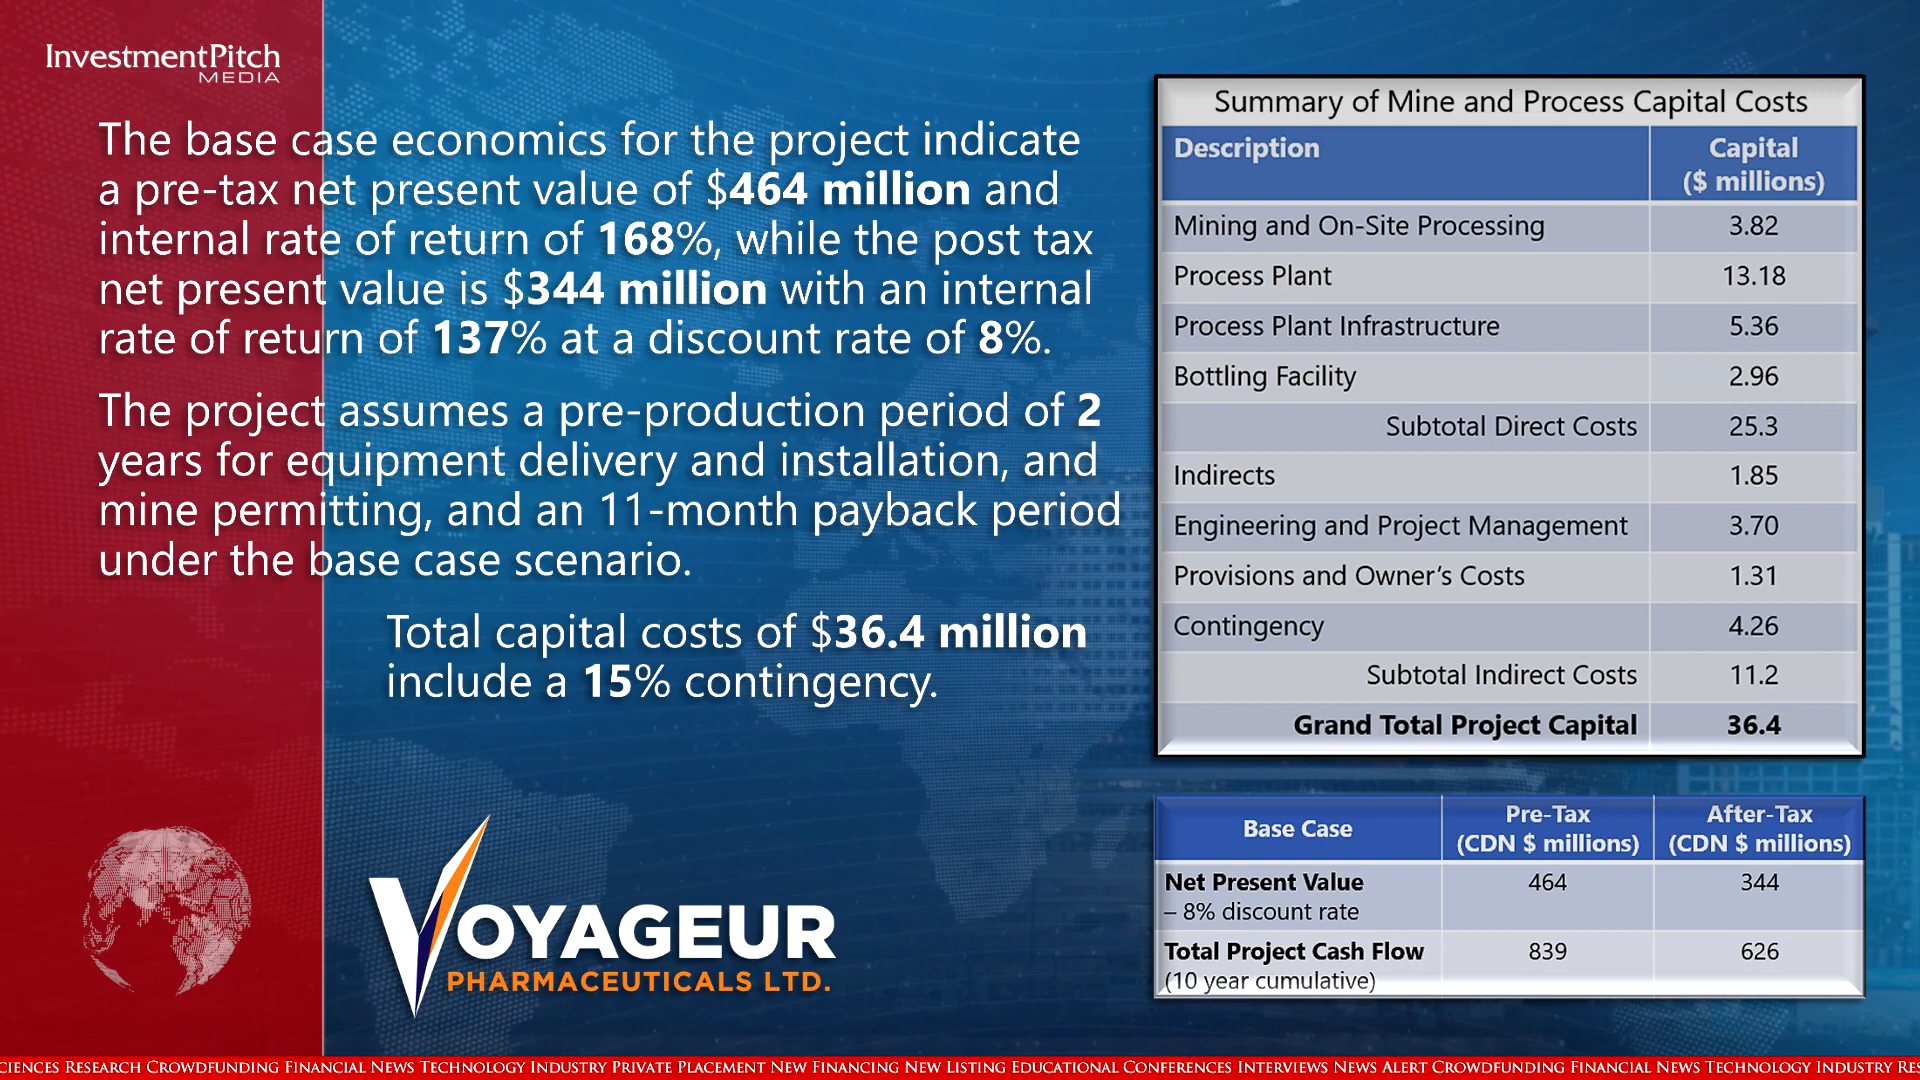 InvestmentPitch
MEDIA
The base case economics for the project indicate
a pre-tax net present value of $464 million and
internal rate of return of 168%, while the post tax
net present value is $344 million with an internal
rate of return of 137% at a discount rate of 8%.
The project assumes a pre-production period of 2
years for equipment delivery and installation, and
mine permitting, and an 11-month payback period
under the base case scenario.
Total capital costs of $36.4 million
include a 15% contingency.
VOYAGEUR
PHARMACEUTICALS LTD.
Summary of Mine and Process Capital Costs
Description Capital
($ millions)
Mining and On-Site Processing 3.82
Process Plant 13.18
Process Plant Infrastructure 5.36
Bottling Facility 2.96
Subtotal Direct Costs 25.3
Indirects 1.85
Engineering and Project Management 3.70
Provisions and Owner's Costs 1.31
Contingency 4.26
Subtotal Indirect Costs 11.2
Grand Total Project Capital 36.4
Base Case Pre-Tax After-Tax
(CDN $ millions) (CDN $ millions)
Net Present Value 464 344
– 8% discount rate
Total Project Cash Flow 839 626
(10 year cumulative)
CIENCES RESEARCH CROWDFUNDING FINANCIAL NEWS TECHNOLOGY INDUSTRY PRIVATE PLACEMENT NEW FINANCING NEW LISTING EDUCATIONAL CONFERENCES INTERVIEWS NEWS ALERT CROWDFUNDING FINANCIAL NEWS TECHNOLOGY INDUSTRY RES